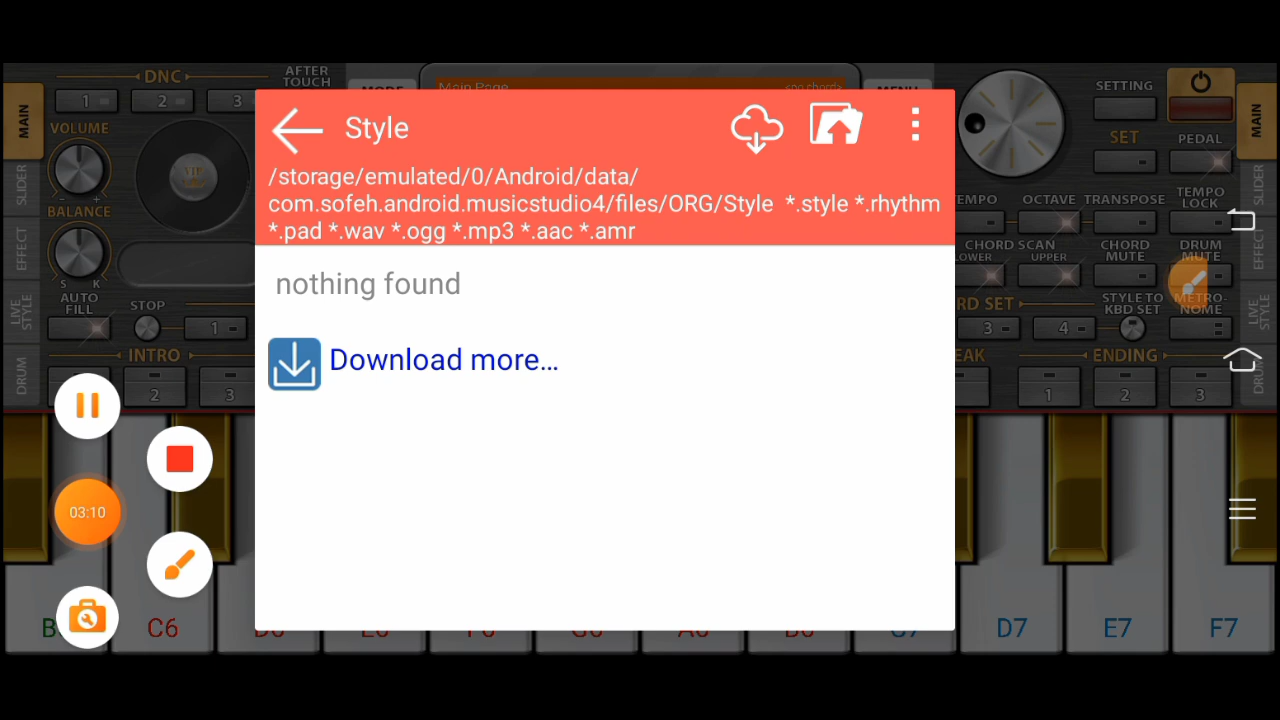 DNC
AFTER
TOUCH
Main Page
1
2
3
SETTING
MAIN
MAIN
VOLUME
SET
PEDAL
Style
/storage/emulated/0/Android/data/
com.sofeh.android.musicstudio4/files/ORG/Style *.style *.rhythm
*.pad *.wav *.ogg *.mp3 *.aac *.amr
SLIDER
SLIDER
BALANCE
OCTAVE
TRANSPOSE
TEMPO
LOCK
CHORD SCAN
UPPER
CHORD
MUTE
DRUM
MUTE
EFFECT
EFFECT
S
K
nothing found
AUTO
FILL
STOP
1
STYLE TO
KBD SET
METRO-
NOME
3
4
LIVE
STYLE
LIVE
STYLE
Download more...
INTRO
ENDING
DRUM
2
3
1
2
3
03:10
C6
D7
E7
F7